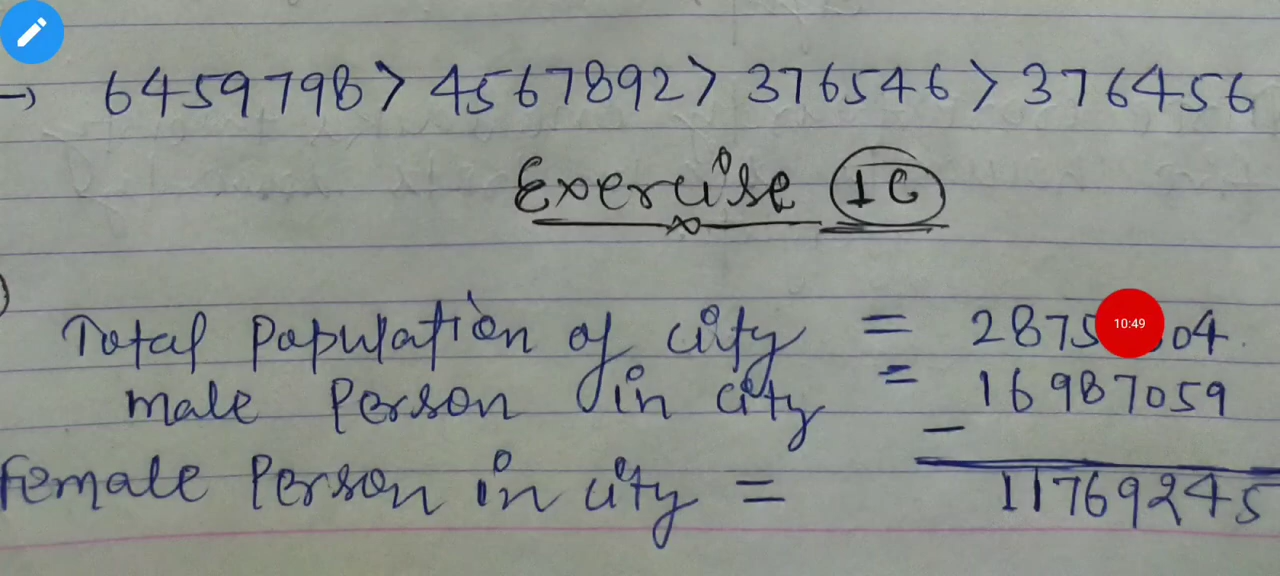 → 6459798 > 4567892 > 376546 > 376456
Exercise 1C
Total Population of city = 2875 04
10:49
male Person in city = 16987059
−
female Person in city = 11769245